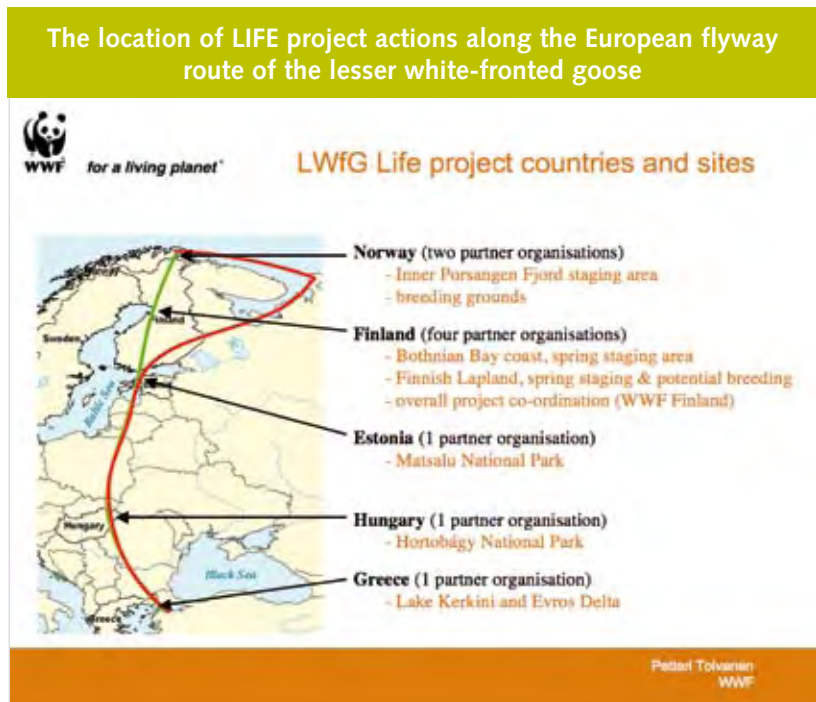 The location of LIFE project actions along the European flyway
route of the lesser white-fronted goose
WWF
for a living planet
LWfG Life project countries and sites
Norway (two partner organisations)
- Inner Porsangen Fjord staging area
- breeding grounds
Finland (four partner organisations)
- Bothnian Bay coast, spring staging area
- Finnish Lapland, spring staging & potential breeding
- overall project co-ordination (WWF Finland)
Estonia (1 partner organisation)
- Matsalu National Park
Hungary (1 partner organisation)
- Hortobágy National Park
Greece (1 partner organisation)
- Lake Kerkini and Evros Delta
Finland
Sweden
Baltic Sea
Hungary
Black Sea
Greece
Petteri Tolvanen
WWF